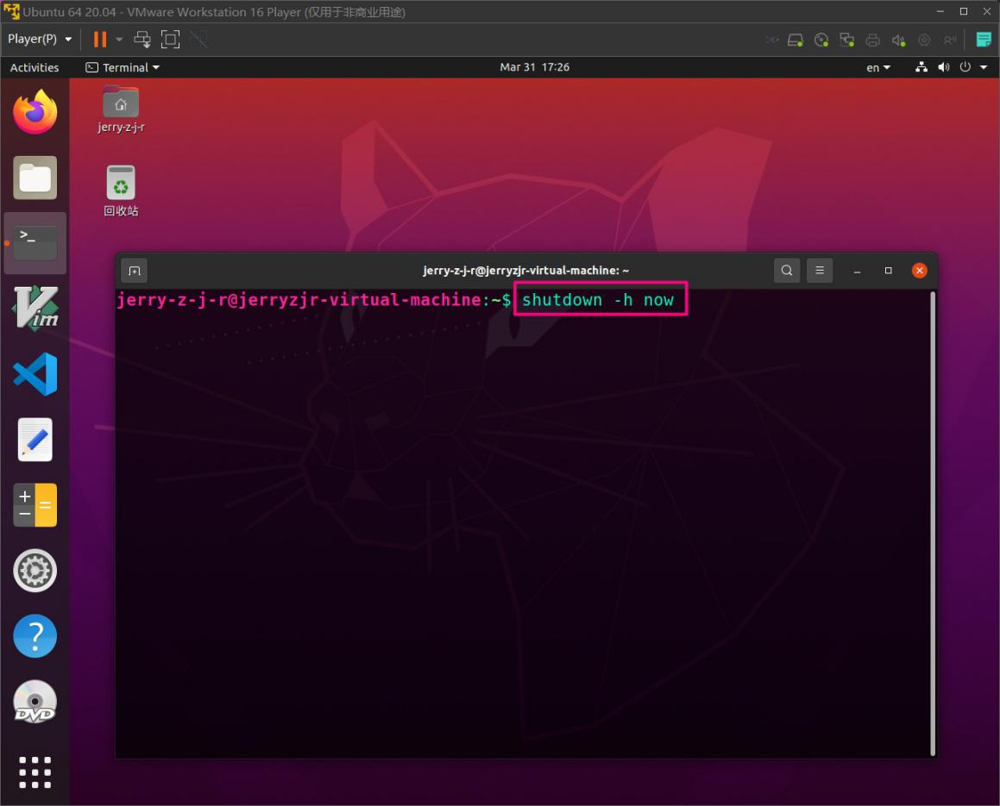 Ubuntu 64 20.04 - VMware Workstation 16 Player (仅用于非商业用途)
Player(P)
Activities Terminal Mar 31 17:26 en
jerry-z-j-r
回收站
jerry-z-j-r@jerryzjr-virtual-machine: ~
jerry-z-j-r@jerryzjr-virtual-machine:~$ shutdown -h now
>_
Vim
DVD